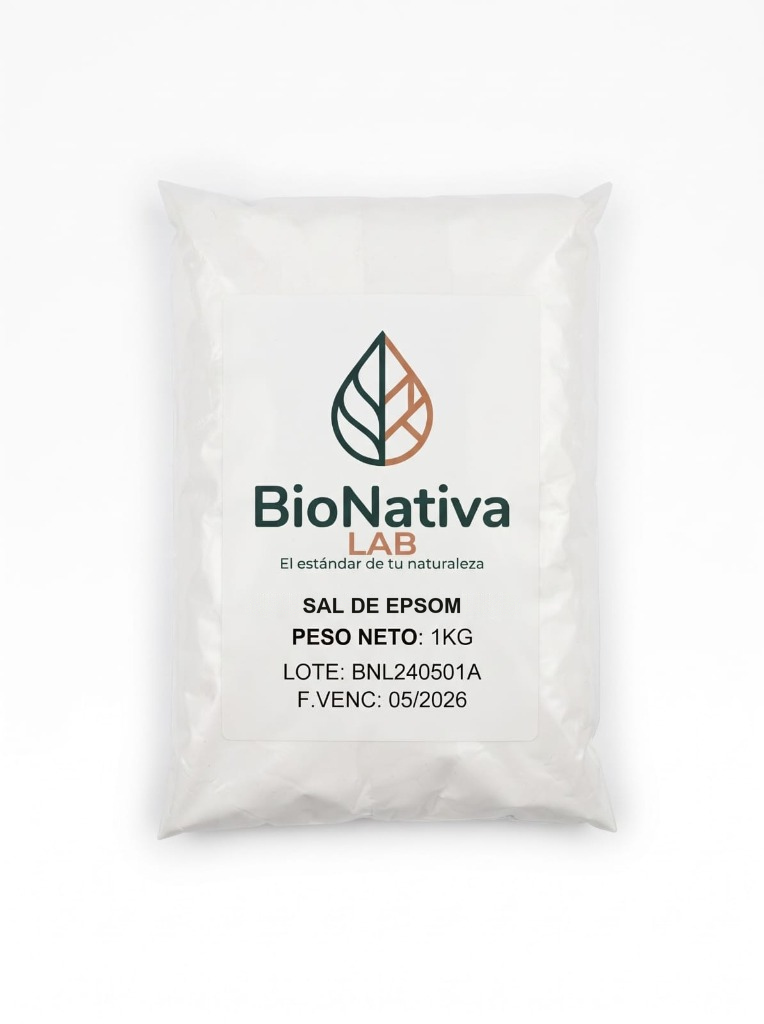 BioNativa
LAB
El estándar de tu naturaleza
SAL DE EPSOM
PESO NETO: 1KG
LOTE: BNL240501A
F.VENC: 05/2026